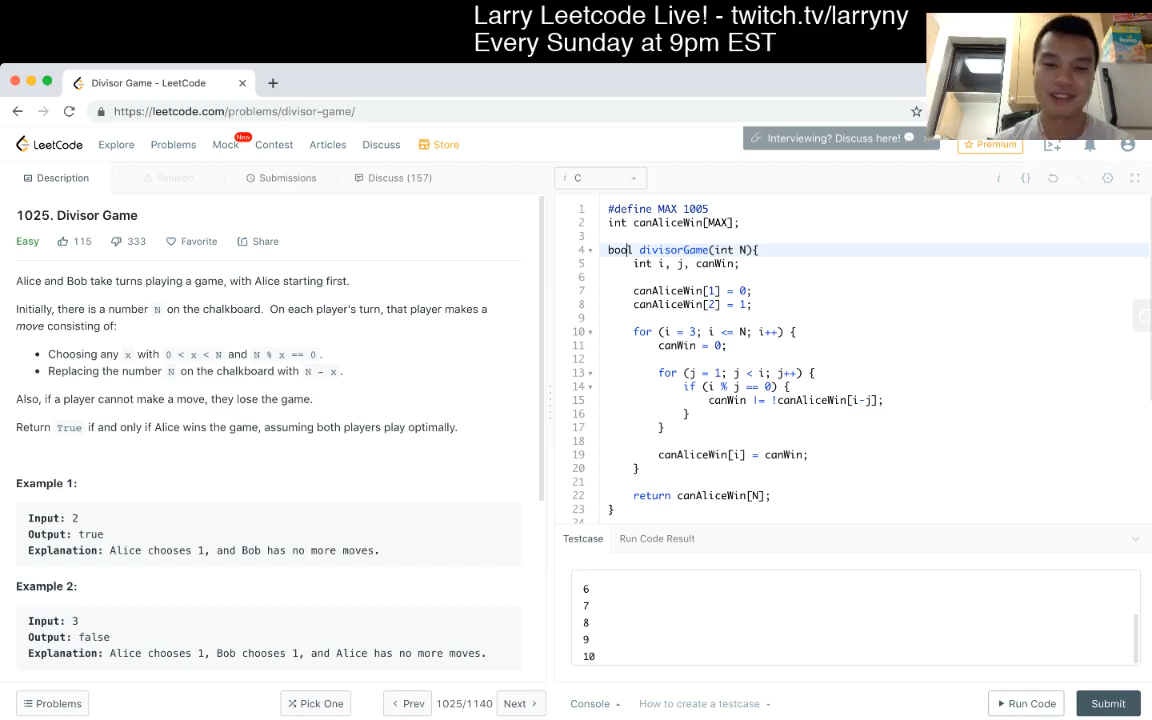 Larry Leetcode Live! - twitch.tv/larryny
Every Sunday at 9pm EST
Divisor Game - LeetCode
https://leetcode.com/problems/divisor-game/
LeetCode Explore Problems Mock New Contest Articles Discuss Store
Interviewing? Discuss here!
Premium
Description Solution Submissions Discuss (157)
i C
1025. Divisor Game
Easy 115 333 Favorite Share
Alice and Bob take turns playing a game, with Alice starting first.
Initially, there is a number N on the chalkboard. On each player's turn, that player makes a
move consisting of:
• Choosing any x with 0 < x < N and N % x == 0.
• Replacing the number N on the chalkboard with N - x.
Also, if a player cannot make a move, they lose the game.
Return True if and only if Alice wins the game, assuming both players play optimally.
Example 1:
Input: 2
Output: true
Explanation: Alice chooses 1, and Bob has no more moves.
Example 2:
Input: 3
Output: false
Explanation: Alice chooses 1, Bob chooses 1, and Alice has no more moves.
1 #define MAX 1005
2 int canAliceWin[MAX];
3
4 bool divisorGame(int N){
5 int i, j, canWin;
6
7 canAliceWin[1] = 0;
8 canAliceWin[2] = 1;
9
10 for (i = 3; i <= N; i++) {
11 canWin = 0;
12
13 for (j = 1; j < i; j++) {
14 if (i % j == 0) {
15 canWin |= !canAliceWin[i-j];
16 }
17 }
18
19 canAliceWin[i] = canWin;
20 }
21
22 return canAliceWin[N];
23 }
24
Testcase Run Code Result
6
7
8
9
10
Problems Pick One Prev 1025/1140 Next Console How to create a testcase Run Code Submit